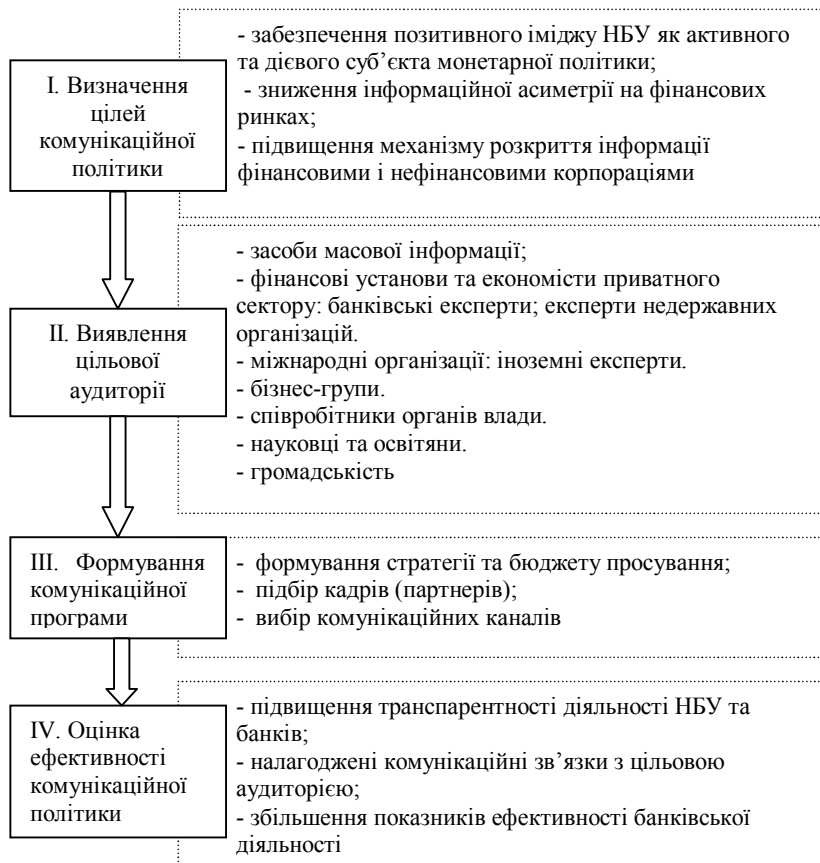 I. Визначення
цілей
комунікаційної
політики
- забезпечення позитивного іміджу НБУ як активного
та дієвого суб’єкта монетарної політики;
- зниження інформаційної асиметрії на фінансових
ринках;
- підвищення механізму розкриття інформації
фінансовими і нефінансовими корпораціями
II. Виявлення
цільової
аудиторії
- засоби масової інформації;
- фінансові установи та економісти приватного
сектору: банківські експерти; експерти недержавних
організацій.
- міжнародні організації: іноземні експерти.
- бізнес-групи.
- співробітники органів влади.
- науковці та освітяни.
- громадськість
III. Формування
комунікаційної
програми
- формування стратегії та бюджету просування;
- підбір кадрів (партнерів);
- вибір комунікаційних каналів
IV. Оцінка
ефективності
комунікаційної
політики
- підвищення транспарентності діяльності НБУ та
банків;
- налагоджені комунікаційні зв’язки з цільовою
аудиторією;
- збільшення показників ефективності банківської
діяльності